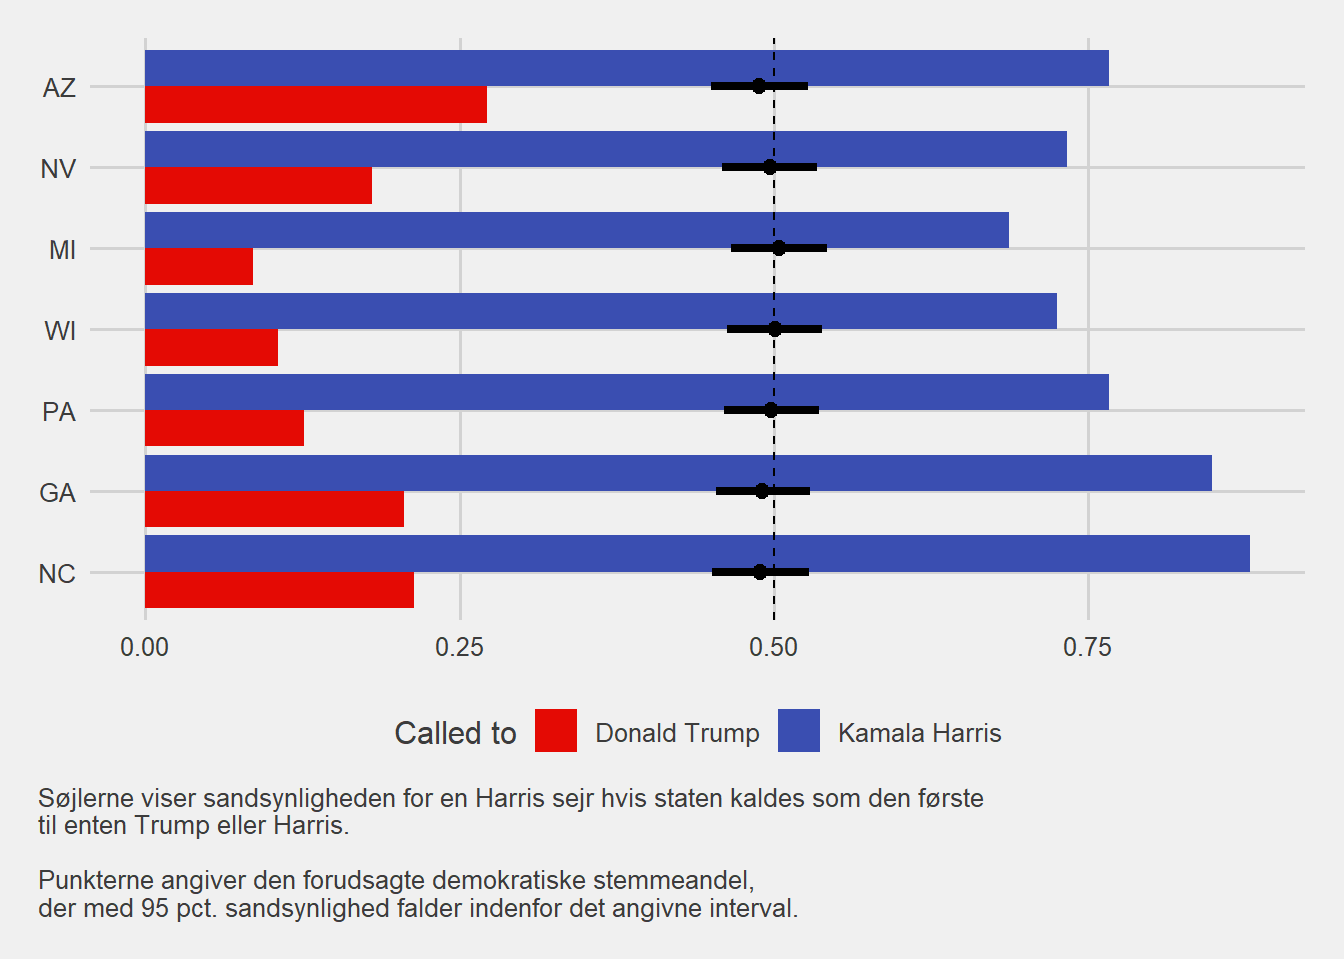 AZ
NV
MI
WI
PA
GA
NC
0.00 0.25 0.50 0.75
Called to Donald Trump Kamala Harris
Søjlerne viser sandsynligheden for en Harris sejr hvis staten kaldes som den første
til enten Trump eller Harris.
Punkterne angiver den forudsagte demokratiske stemmeandel,
der med 95 pct. sandsynlighed falder indenfor det angivne interval.